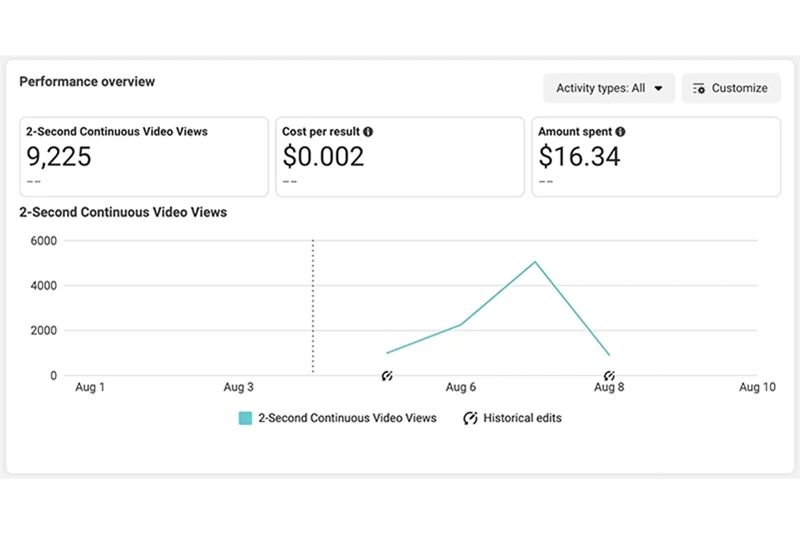 Performance overview
Activity types: All
Customize
2-Second Continuous Video Views
Cost per result
Amount spent
9,225
$0.002
$16.34
--
--
--
2-Second Continuous Video Views
6000
4000
2000
0
Aug 1
Aug 3
Aug 6
Aug 8
Aug 10
2-Second Continuous Video Views
Historical edits